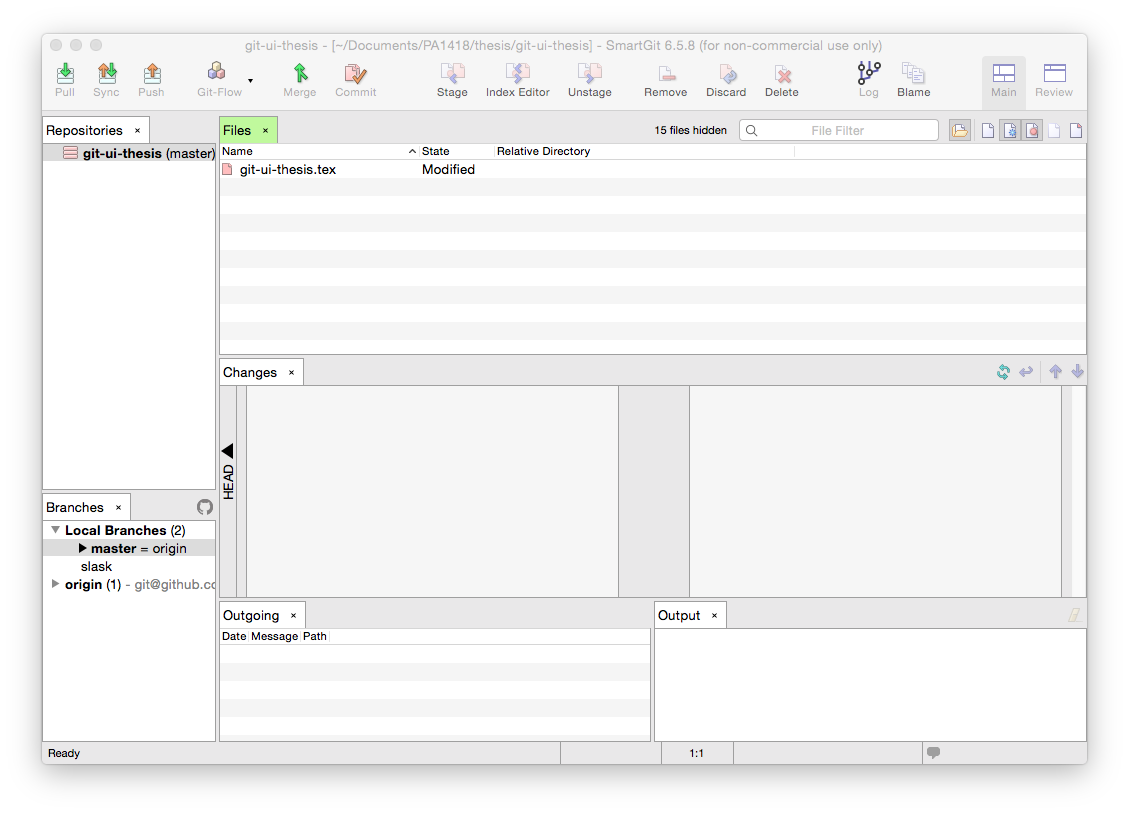 git-ui-thesis - [~/Documents/PA1418/thesis/git-ui-thesis] - SmartGit 6.5.8 (for non-commercial use only)
Pull Sync Push Git-Flow Merge Commit Stage Index Editor Unstage Remove Discard Delete Log Blame Main Review
Repositories ×
git-ui-thesis (master)
Files × 15 files hidden File Filter
Name State Relative Directory
git-ui-thesis.tex Modified
Changes ×
HEAD
Branches ×
Local Branches (2)
master = origin
slask
origin (1) - git@github.co
Outgoing ×
Date Message Path
Output ×
Ready 1:1